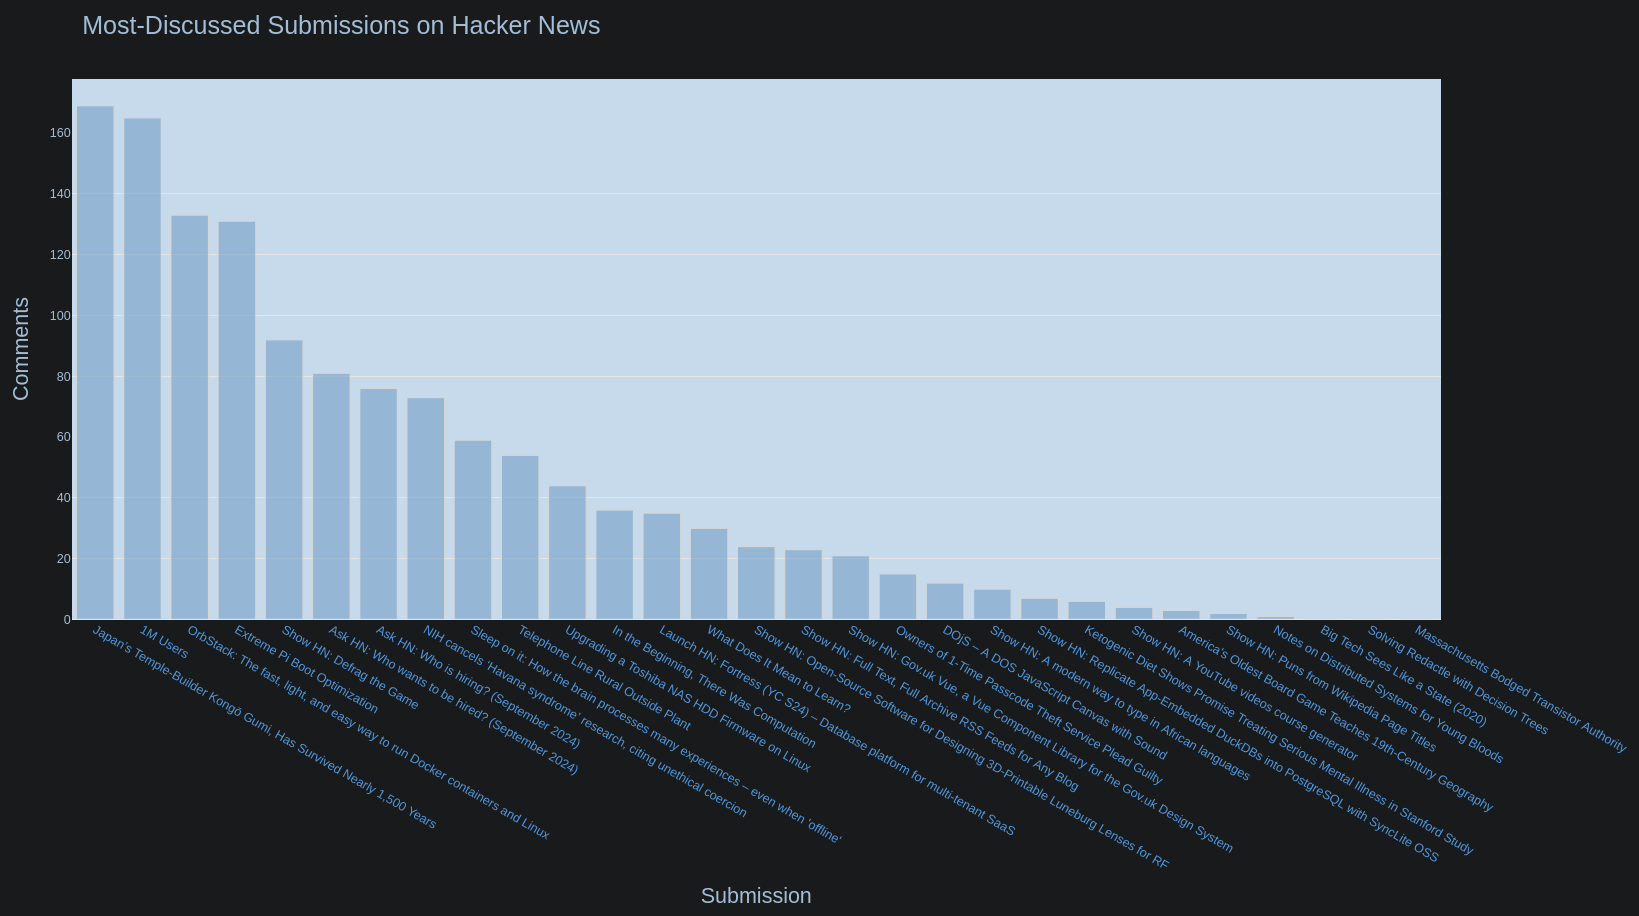 Most-Discussed Submissions on Hacker News
Comments
160
140
120
100
80
60
40
20
0
Japan's Temple-Builder Kongō Gumi, Has Survived Nearly 1,500 Years
1M Users
OrbStack: The fast, light, and easy way to run Docker containers and Linux
Extreme Pi Boot Optimization
Show HN: Defrag the Game
Ask HN: Who wants to be hired? (September 2024)
Ask HN: Who is hiring? (September 2024)
NIH cancels 'Havana syndrome' research, citing unethical coercion
Sleep on it: How the brain processes many experiences – even when 'offline'
Telephone Line Rural Outside Plant
Upgrading a Toshiba NAS HDD Firmware on Linux
In the Beginning, There Was Computation
Launch HN: Fortress (YC S24) – Database platform for multi-tenant SaaS
What Does It Mean to Learn?
Show HN: Open-Source Software for Designing 3D-Printable Luneburg Lenses for RF
Show HN: Full Text, Full Archive RSS Feeds for Any Blog
Show HN: Gov.uk Vue, a Vue Component Library for the Gov.uk Design System
Owners of 1-Time Passcode Theft Service Plead Guilty
DOjS – A DOS JavaScript Canvas with Sound
Show HN: A modern way to type in African languages
Show HN: Replicate App-Embedded DuckDBs into PostgreSQL with SyncLite OSS
Ketogenic Diet Shows Promise Treating Serious Mental Illness in Stanford Study
Show HN: A YouTube videos course generator
America's Oldest Board Game Teaches 19th-Century Geography
Show HN: Puns from Wikipedia Page Titles
Notes on Distributed Systems for Young Bloods
Big Tech Sees Like a State (2020)
Solving Redactle with Decision Trees
Massachusetts Bodged Transistor Authority
Submission